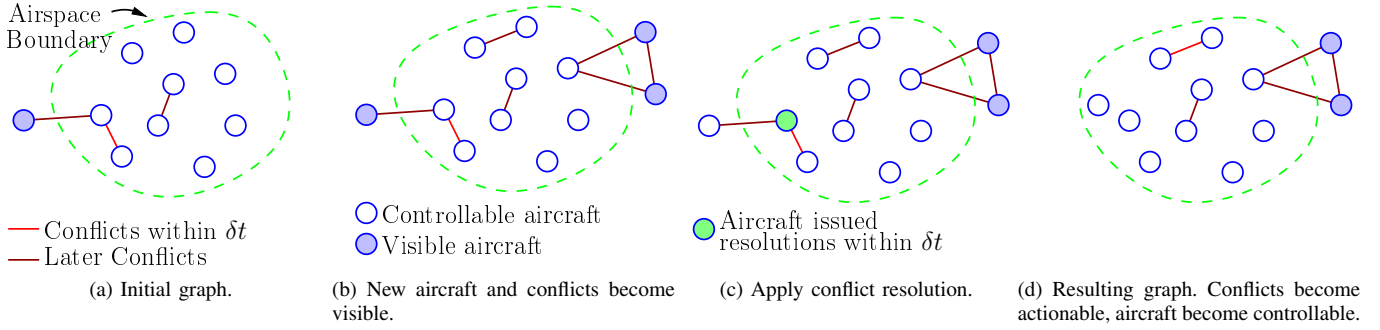 Airspace
Boundary
Conflicts within δt
Later Conflicts
(a) Initial graph.
Controllable aircraft
Visible aircraft
(b) New aircraft and conflicts become
visible.
Aircraft issued
resolutions within δt
(c) Apply conflict resolution.
(d) Resulting graph. Conflicts become
actionable, aircraft become controllable.